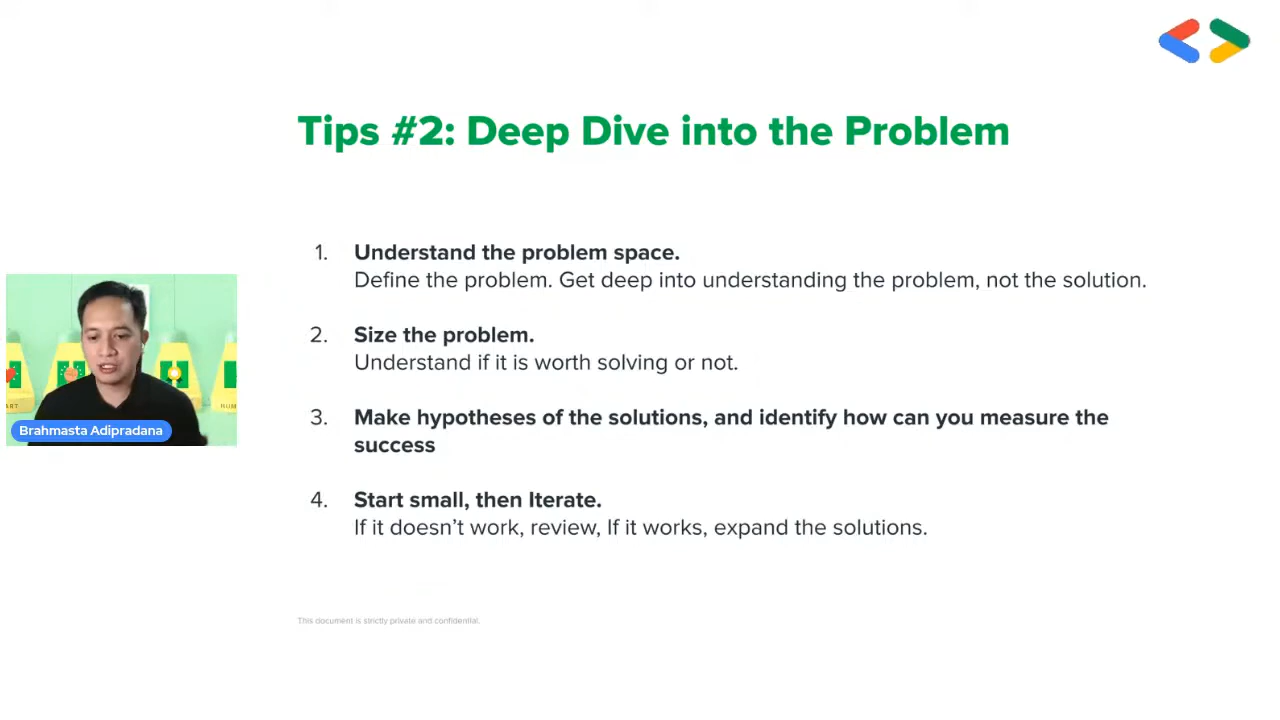 Tips #2: Deep Dive into the Problem
1. Understand the problem space.
Define the problem. Get deep into understanding the problem, not the solution.
2. Size the problem.
Understand if it is worth solving or not.
3. Make hypotheses of the solutions, and identify how can you measure the
success
4. Start small, then Iterate.
If it doesn't work, review, If it works, expand the solutions.
Brahmasta Adipradana
This document is strictly private and confidential.